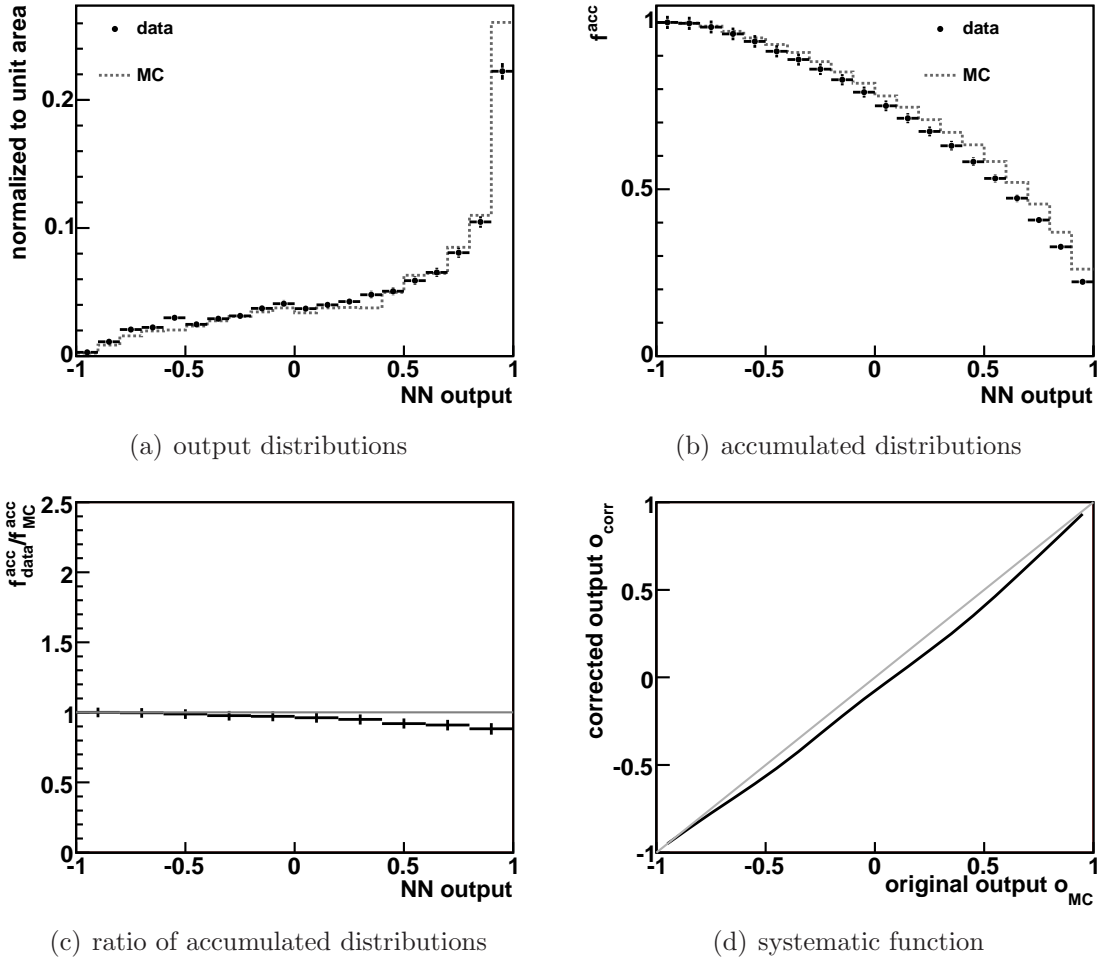 normalized to unit area
0.2
0.1
0
-1
-0.5
0
0.5
1
NN output
data
MC
(a) output distributions
f^acc
1
0.5
0
-1
-0.5
0
0.5
1
NN output
data
MC
(b) accumulated distributions
f^acc_data/f^acc_MC
2.5
2
1.5
1
0.5
0
-1
-0.5
0
0.5
1
NN output
(c) ratio of accumulated distributions
corrected output o_corr
1
0.5
0
-0.5
-1
-1
-0.5
0
0.5
1
original output o_MC
(d) systematic function